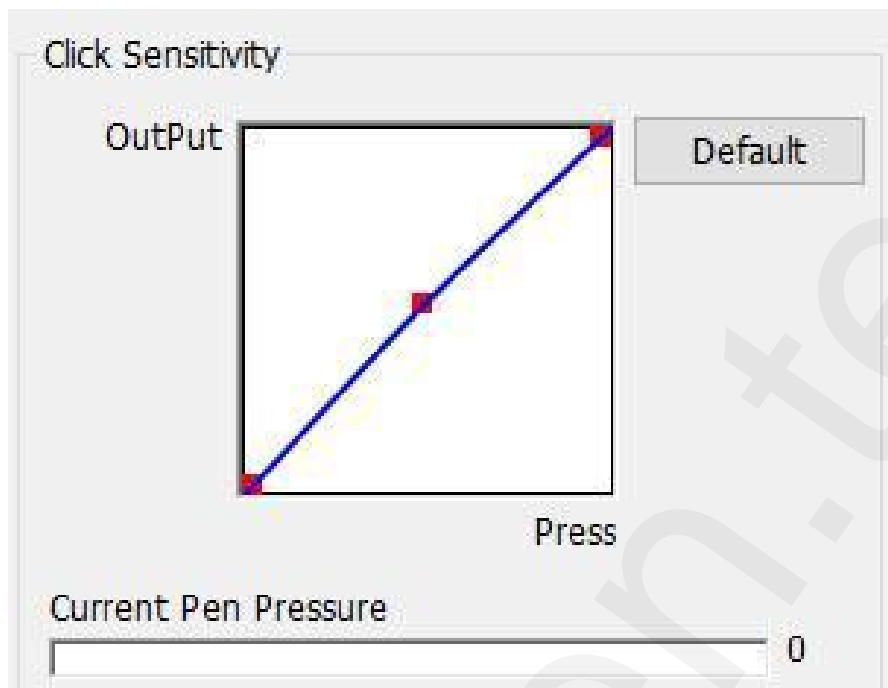 Click Sensitivity
OutPut
Default
Press
Current Pen Pressure
0